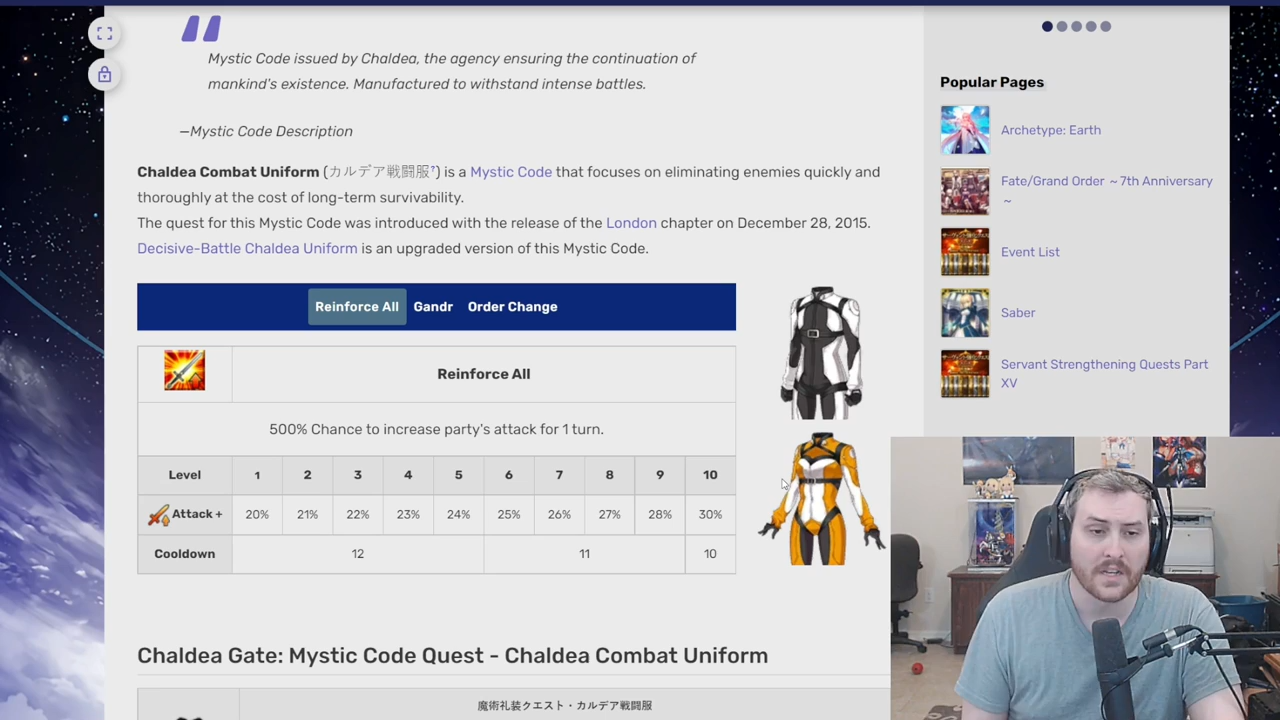 Mystic Code issued by Chaldea, the agency ensuring the continuation of
mankind's existence. Manufactured to withstand intense battles.
—Mystic Code Description
Chaldea Combat Uniform (カルデア戦闘服?) is a Mystic Code that focuses on eliminating enemies quickly and
thoroughly at the cost of long-term survivability.
The quest for this Mystic Code was introduced with the release of the London chapter on December 28, 2015.
Decisive-Battle Chaldea Uniform is an upgraded version of this Mystic Code.
Reinforce All Gandr Order Change
Reinforce All
500% Chance to increase party's attack for 1 turn.
Level 1 2 3 4 5 6 7 8 9 10
Attack + 20% 21% 22% 23% 24% 25% 26% 27% 28% 30%
Cooldown 12 11 10
Chaldea Gate: Mystic Code Quest - Chaldea Combat Uniform
魔術礼装クエスト・カルデア戦闘服
Popular Pages
Archetype: Earth
Fate/Grand Order ～7th Anniversary
～
Event List
Saber
Servant Strengthening Quests Part
XV